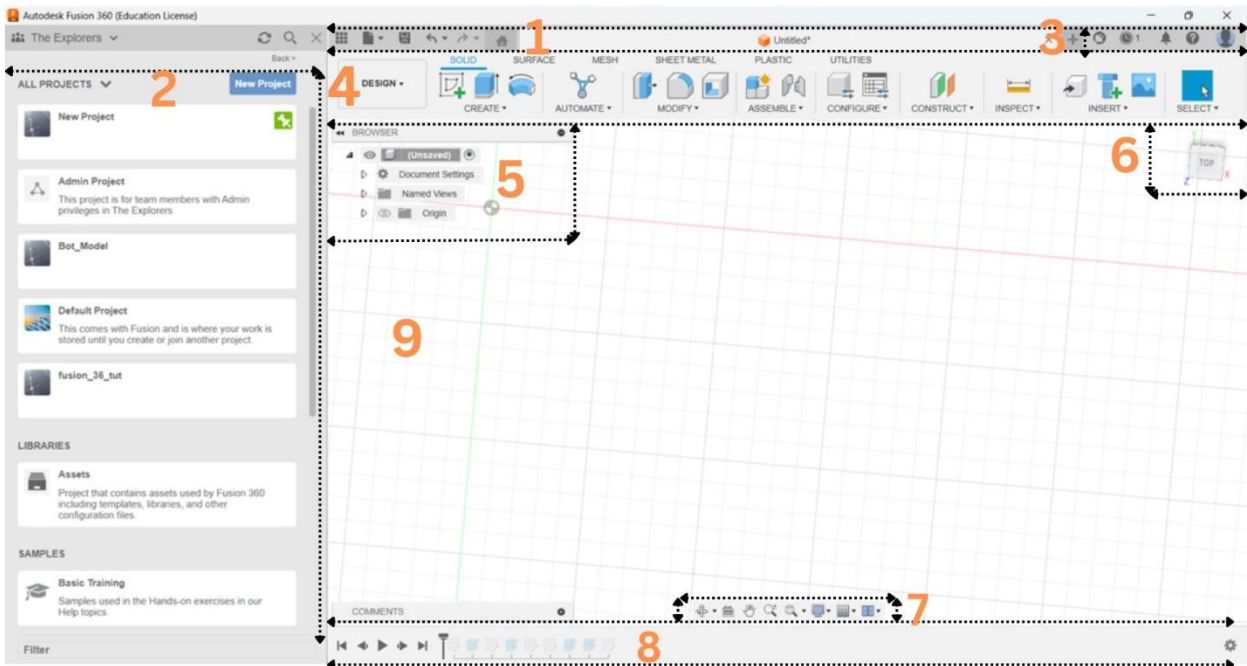 Autodesk Fusion 360 (Education License)
The Explorers
Untitled*
1
3
1
Back
2
ALL PROJECTS
New Project
New Project
Admin Project
This project is for team members with Admin
privileges in The Explorers
Bot_Model
Default Project
This comes with Fusion and is where your work is
stored until you create or join another project.
fusion_36_tut
LIBRARIES
Assets
Project that contains assets used by Fusion 360
including templates, libraries, and other
configuration files.
SAMPLES
Basic Training
Samples used in the Hands-on exercises in our
Help topics.
Filter
4
DESIGN
SOLID SURFACE MESH SHEET METAL PLASTIC UTILITIES
CREATE AUTOMATE MODIFY ASSEMBLE CONFIGURE CONSTRUCT INSPECT INSERT SELECT
BROWSER
(Unsaved)
Document Settings
Named Views
Origin
5
6
TOP
Y
X
Z
9
COMMENTS
7
8